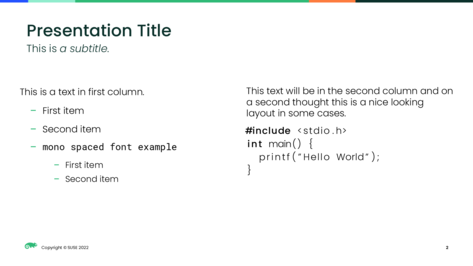 Presentation Title
This is a subtitle.
This is a text in first column.
– First item
– Second item
– mono spaced font example
– First item
– Second item
This text will be in the second column and on
a second thought this is a nice looking
layout in some cases.
#include <stdio.h>
int main() {
printf("Hello World");
}
Copyright © SUSE 2022
2